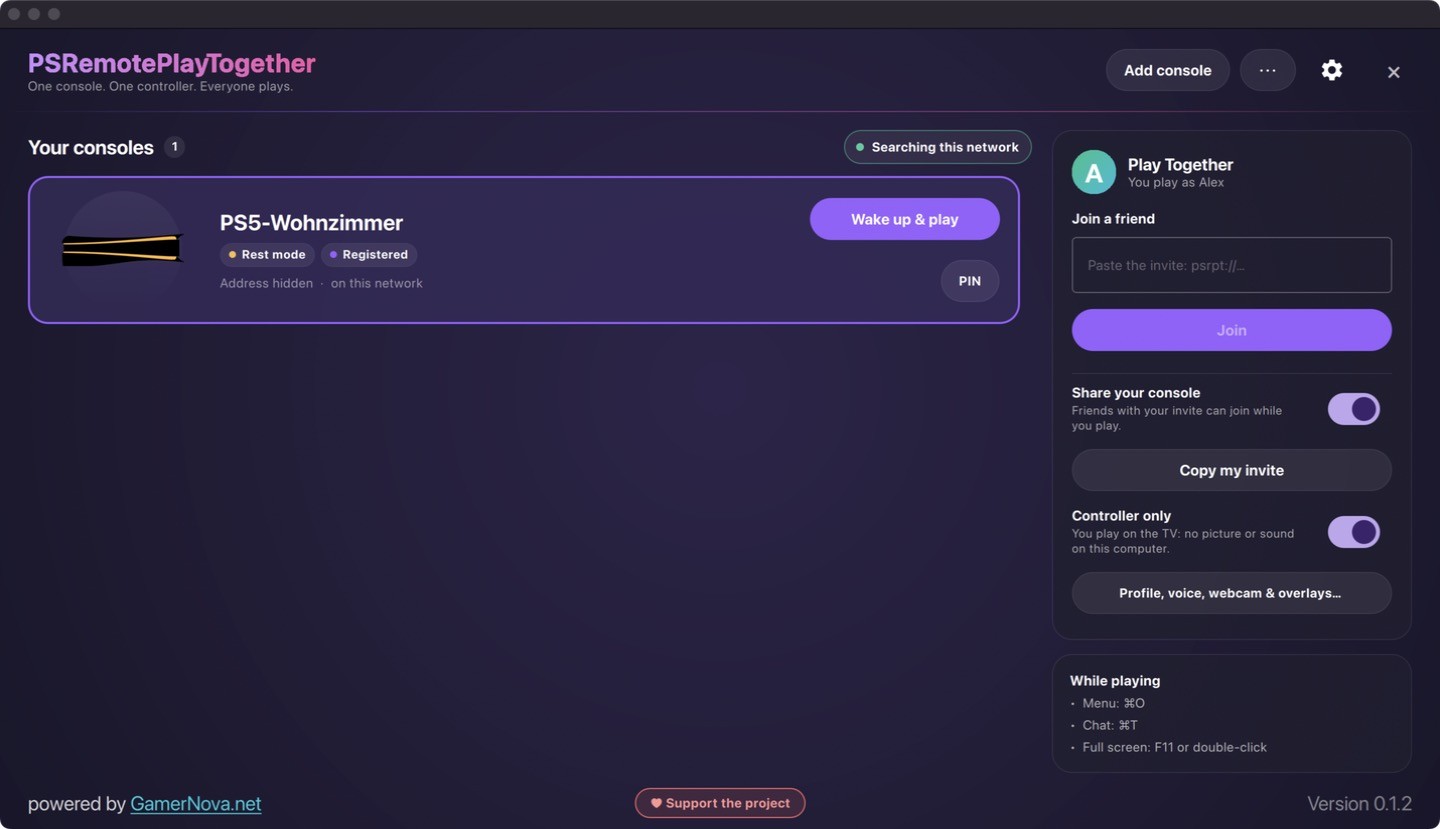 PSRemotePlayTogether
One console. One controller. Everyone plays.
Add console
...
Your consoles 1
Searching this network
PS5-Wohnzimmer
Rest mode
Registered
Address hidden · on this network
Wake up & play
PIN
A
Play Together
You play as Alex
Join a friend
Paste the invite: psrpt://…
Join
Share your console
Friends with your invite can join while
you play.
Copy my invite
Controller only
You play on the TV: no picture or sound
on this computer.
Profile, voice, webcam & overlays…
While playing
• Menu: ⌘O
• Chat: ⌘T
• Full screen: F11 or double-click
powered by GamerNova.net
Support the project
Version 0.1.2